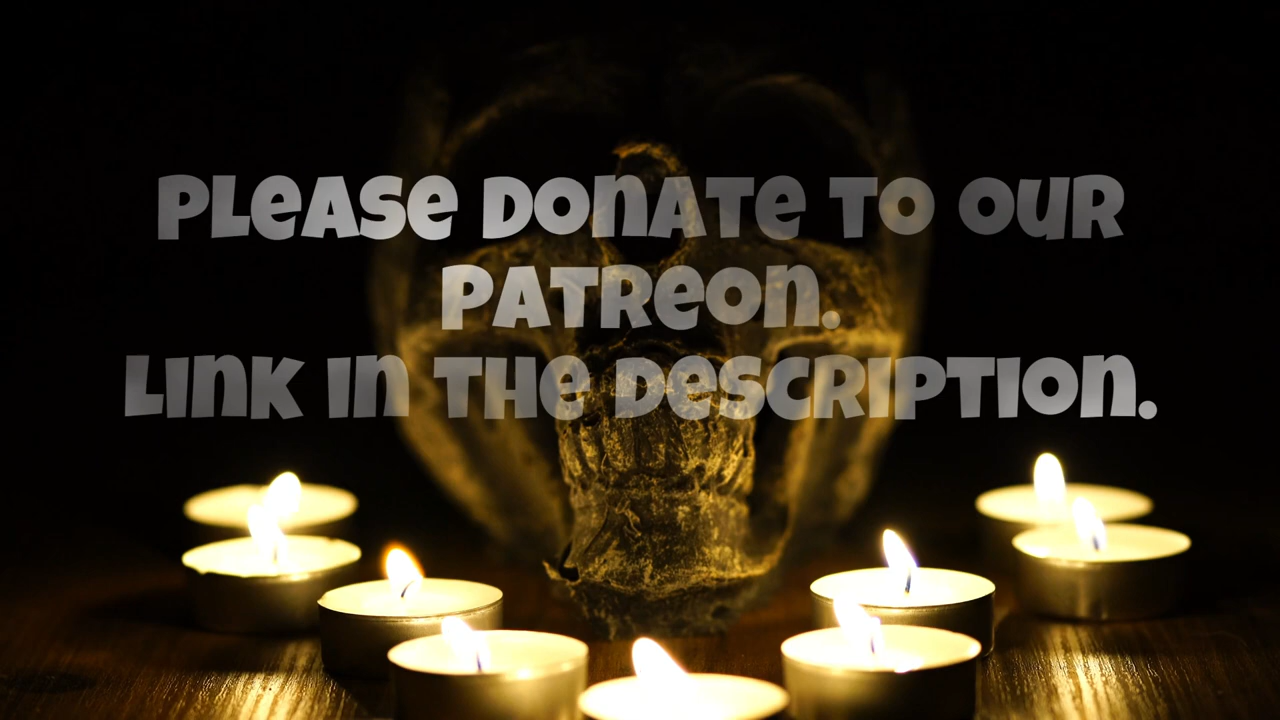 PLEASE DONATE TO OUR
PATREON.
LINK IN THE DESCRIPTION.